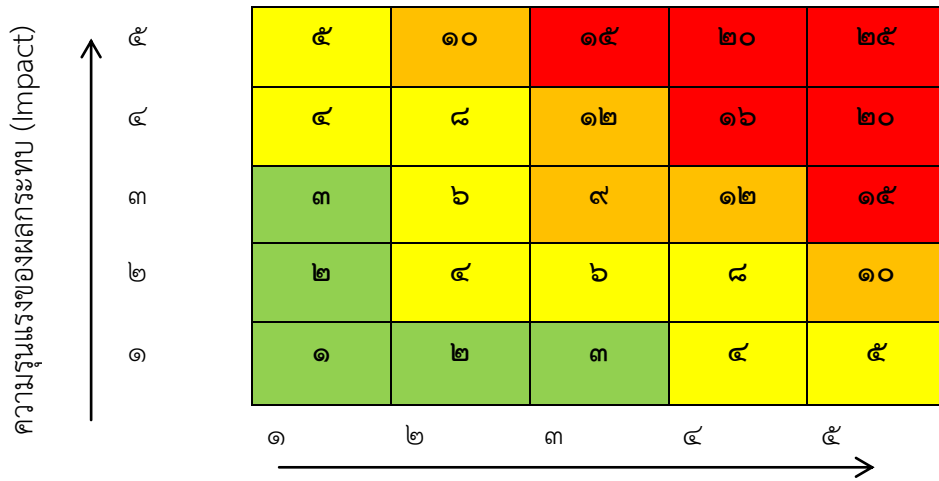 ความรุนแรงของผลกระทบ (Impact)
๕ ๕ ๑๐ ๑๕ ๒๐ ๒๕
๔ ๔ ๘ ๑๒ ๑๖ ๒๐
๓ ๓ ๖ ๙ ๑๒ ๑๕
๒ ๒ ๔ ๖ ๘ ๑๐
๑ ๑ ๒ ๓ ๔ ๕
๑ ๒ ๓ ๔ ๕